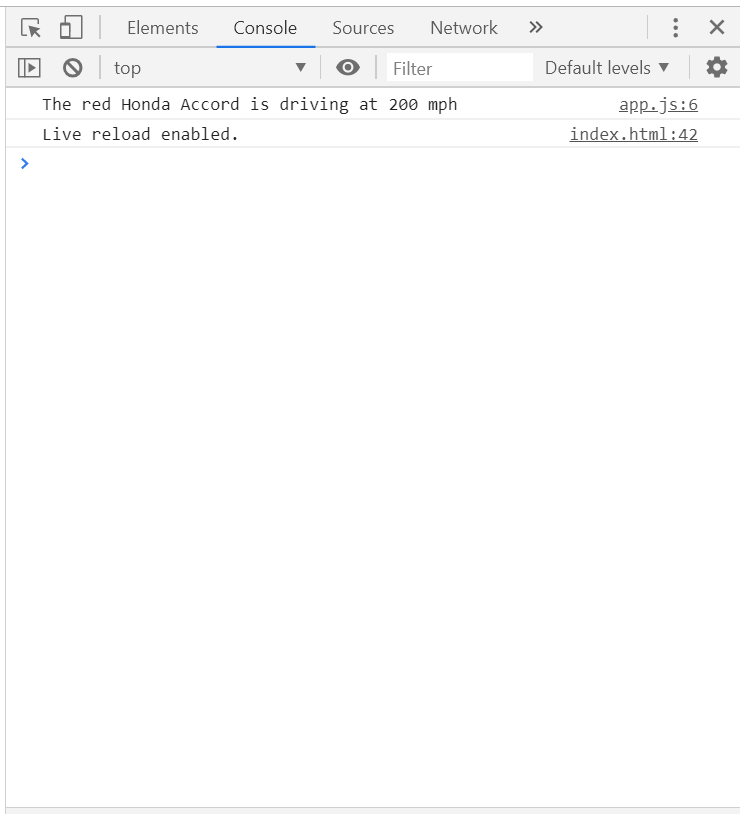 Elements Console Sources Network
top Filter Default levels
The red Honda Accord is driving at 200 mph app.js:6
Live reload enabled. index.html:42